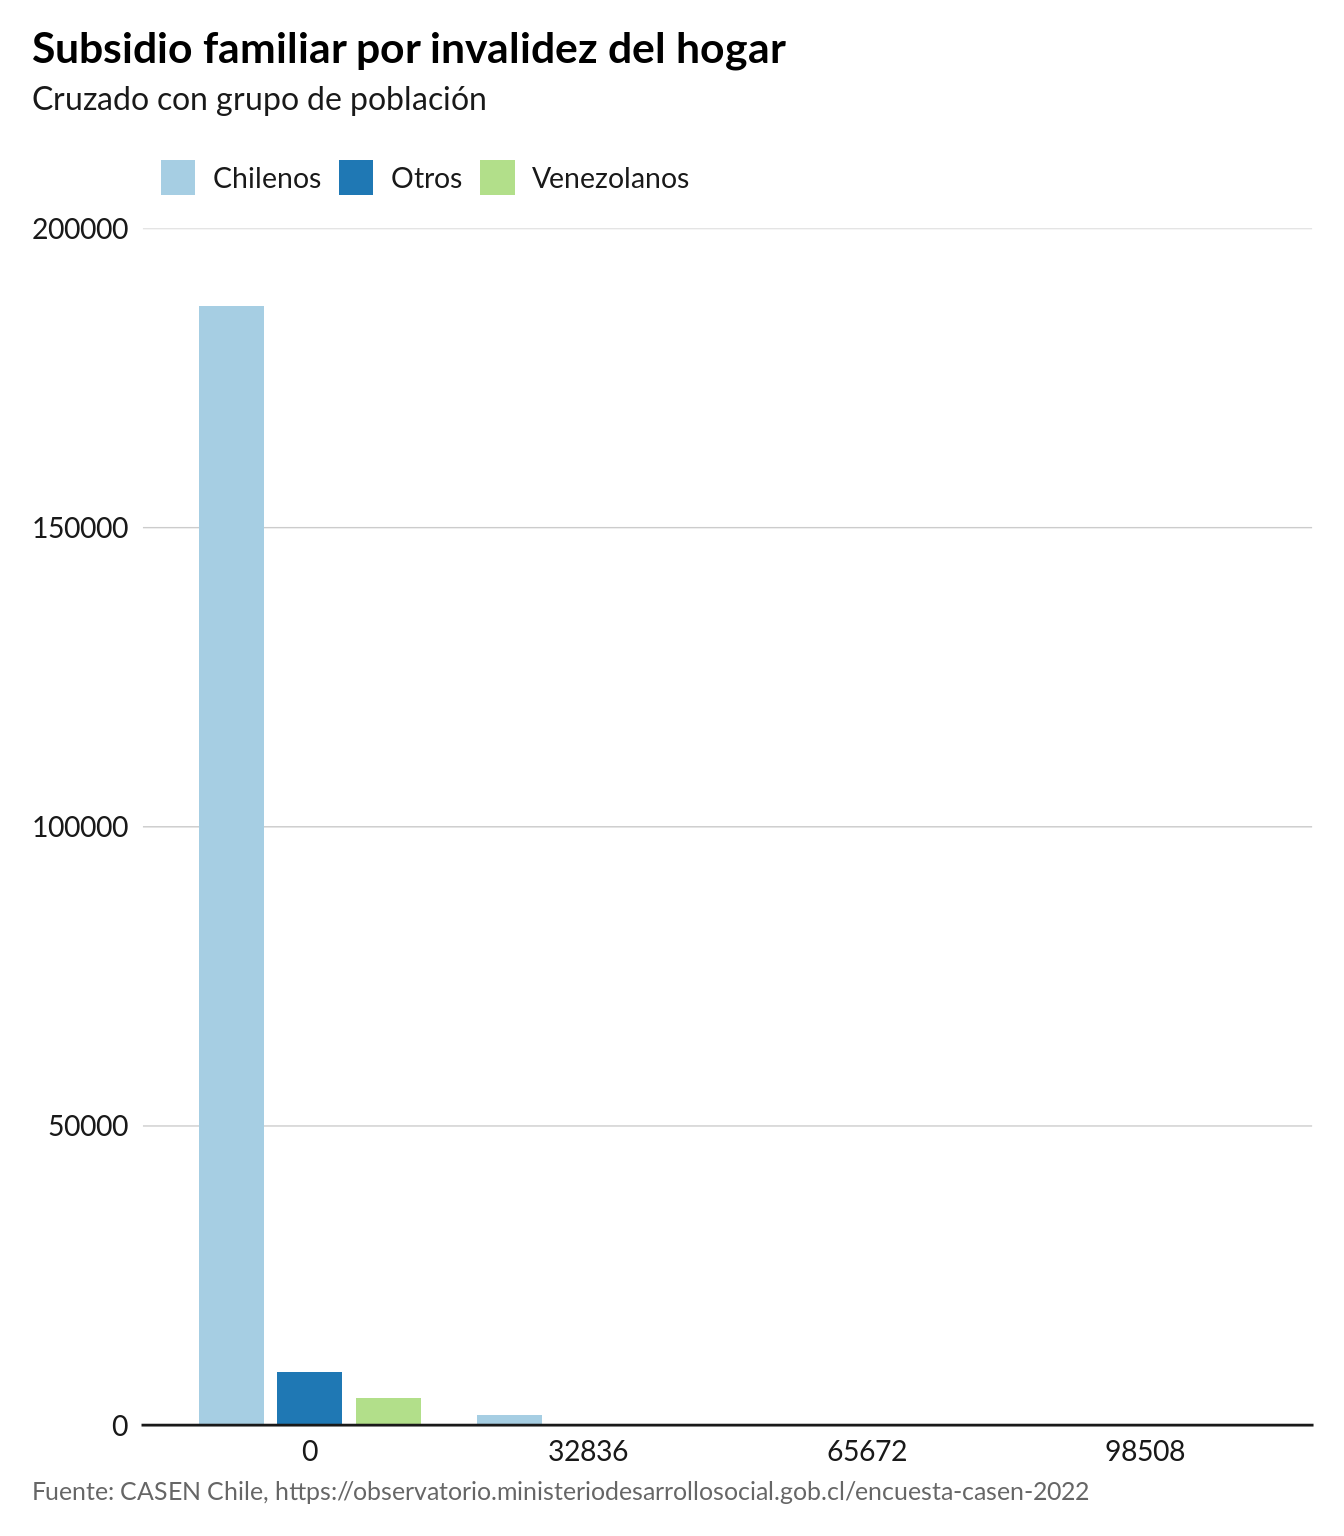 Subsidio familiar por invalidez del hogar
Cruzado con grupo de población
Chilenos Otros Venezolanos
200000
150000
100000
50000
0
0 32836 65672 98508
Fuente: CASEN Chile, https://observatorio.ministeriodesarrollosocial.gob.cl/encuesta-casen-2022